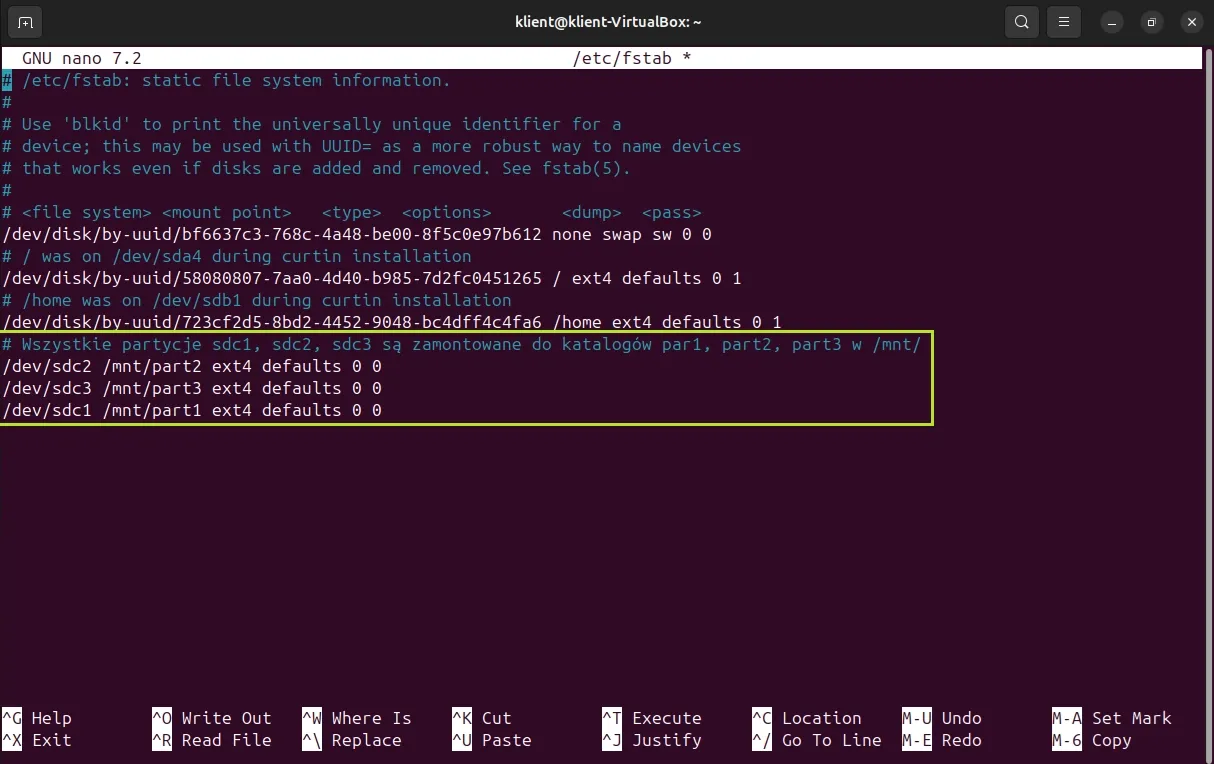 klient@klient-VirtualBox: ~
GNU nano 7.2 /etc/fstab *
# /etc/fstab: static file system information.
#
# Use 'blkid' to print the universally unique identifier for a
# device; this may be used with UUID= as a more robust way to name devices
# that works even if disks are added and removed. See fstab(5).
#
# <file system> <mount point>   <type>  <options>       <dump>  <pass>
/dev/disk/by-uuid/bf6637c3-768c-4a48-be00-8f5c0e97b612 none swap sw 0 0
# / was on /dev/sda4 during curtin installation
/dev/disk/by-uuid/58080807-7aa0-4d40-b985-7d2fc0451265 / ext4 defaults 0 1
# /home was on /dev/sdb1 during curtin installation
/dev/disk/by-uuid/723cf2d5-8bd2-4452-9048-bc4dff4c4fa6 /home ext4 defaults 0 1
# Wszystkie partycje sdc1, sdc2, sdc3 są zamontowane do katalogów par1, part2, part3 w /mnt/
/dev/sdc2 /mnt/part2 ext4 defaults 0 0
/dev/sdc3 /mnt/part3 ext4 defaults 0 0
/dev/sdc1 /mnt/part1 ext4 defaults 0 0
^G Help ^O Write Out ^W Where Is ^K Cut ^T Execute ^C Location M-U Undo M-A Set Mark
^X Exit ^R Read File ^\ Replace ^U Paste ^J Justify ^/ Go To Line M-E Redo M-6 Copy